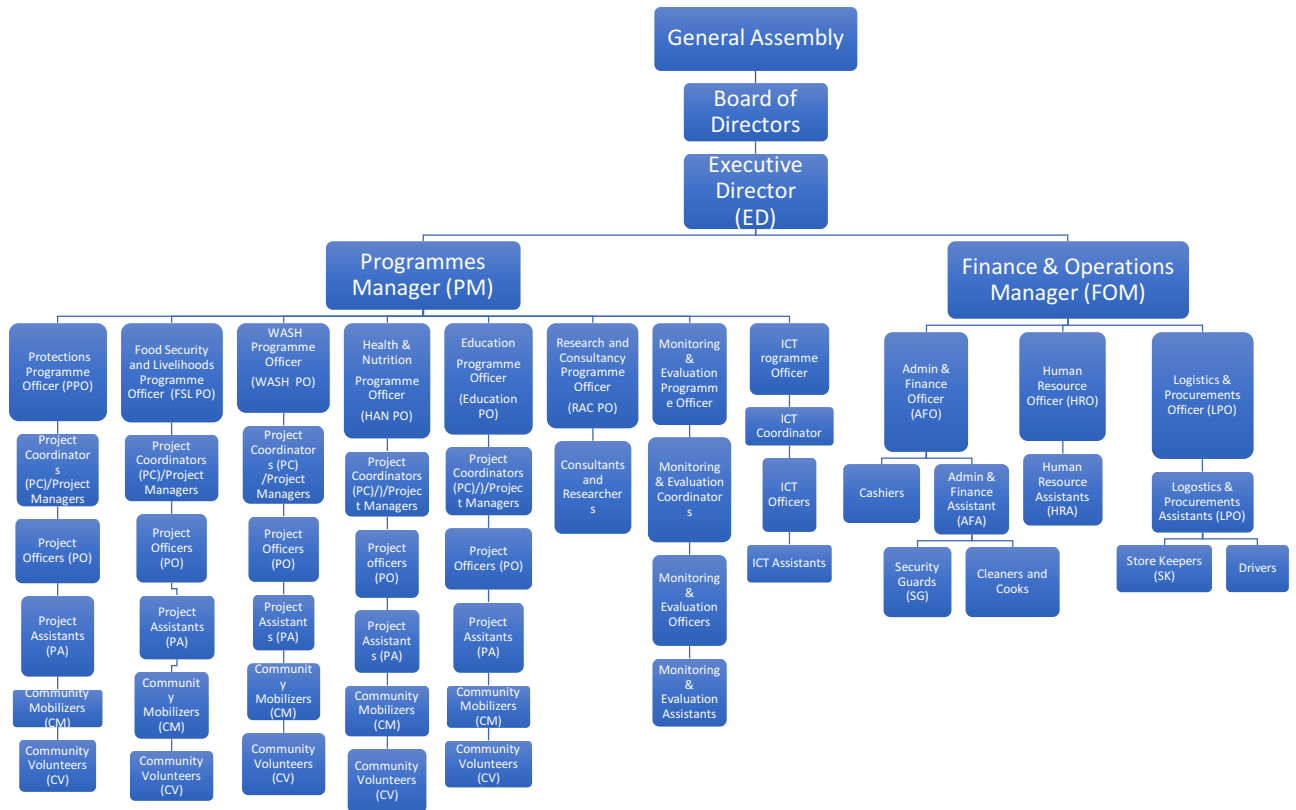 General Assembly
Board of
Directors
Executive
Director
(ED)
Programmes
Manager (PM)
Finance & Operations
Manager (FOM)
Protections
Programme
Officer (PPO)
Project
Coordinator
s
(PC)/Project
Managers
Project
Officers (PO)
Project
Assistants
(PA)
Community
Mobilizers
(CM)
Community
Volunteers
(CV)
Food Security
and Livelihoods
Programme
Officer (FSL PO)
Project
Coordinators
(PC)/Project
Managers
Project
Officers
(PO)
Project
Assistants
(PA)
Communit
y
Mobilizers
(CM)
Community
Volunteers
(CV)
WASH
Programme
Officer
(WASH PO)
Project
Coordinator
s (PC)
/Project
Managers
Project
Officers
(PO)
Project
Assistant
s (PA)
Communit
y
Mobilizers
(CM)
Community
Volunteers
(CV)
Health &
Nutrition
Programme
Officer
(HAN PO)
Project
Coordinators
(PC)/)/Projec
t Managers
Project
officers
(PO)
Project
Assistant
s (PA)
Community
Mobilizers
(CM)
Community
Volunteers
(CV)
Education
Programme
Officer
(Education
PO)
Project
Coordinators
(PC)/)/Projec
t Managers
Project
Officers (PO)
Project
Assitants
(PA)
Community
Mobilizers
(CM)
Community
Volunteers
(CV)
Research and
Consultancy
Programme
Officer
(RAC PO)
Consultants
and
Researcher
s
Monitoring
&
Evaluation
Programm
e Officer
Monitoring
& Evaluation
Coordinator
s
Monitoring
&
Evaluation
Officers
Monitoring
&
Evaluation
Assistants
ICT
rogramme
Officer
ICT
Coordinator
ICT
Officers
ICT Assistants
Admin &
Finance
Officer
(AFO)
Cashiers
Admin &
Finance
Assistant
(AFA)
Security
Guards
(SG)
Cleaners and
Cooks
Human
Resource
Officer (HRO)
Human
Resource
Assistants
(HRA)
Logistics &
Procurements
Officer (LPO)
Logostics &
Procurements
Assistants (LPO)
Store Keepers
(SK)
Drivers